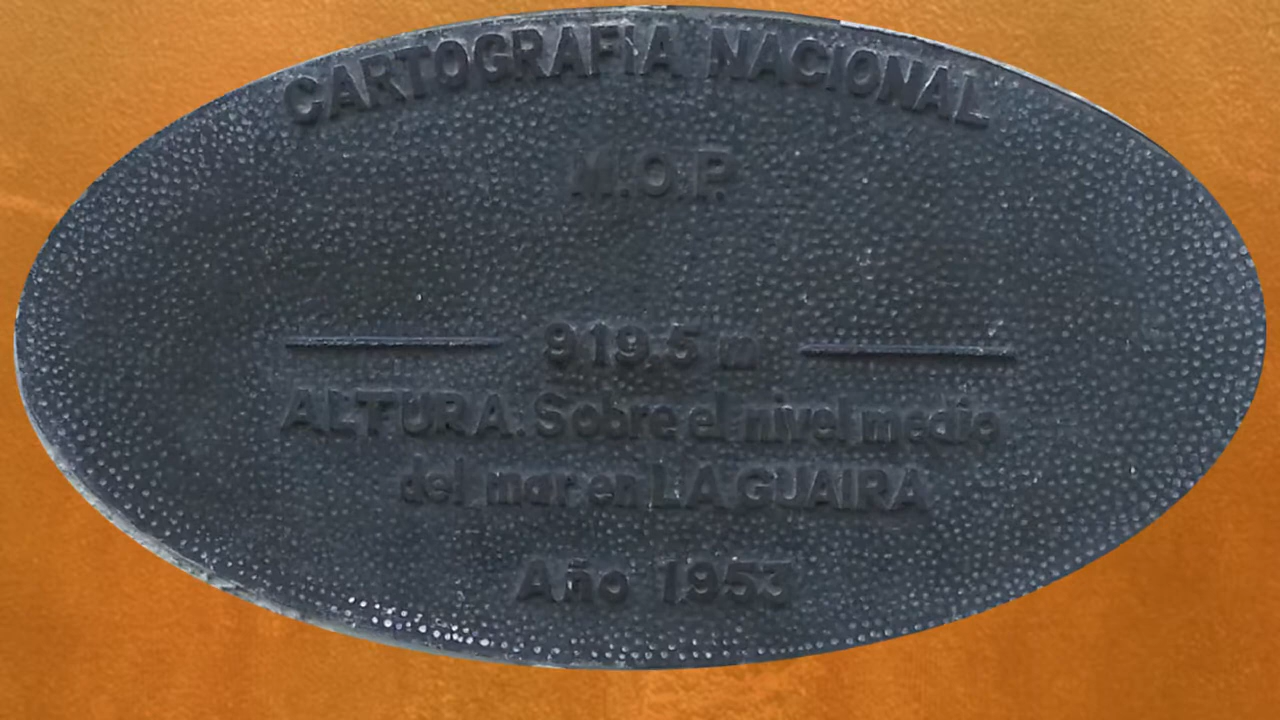 CARTOGRAFIA NACIONAL
M.O.P.
919.5 m
ALTURA. Sobre el nivel medio
del mar en LA GUAIRA
Año 1953